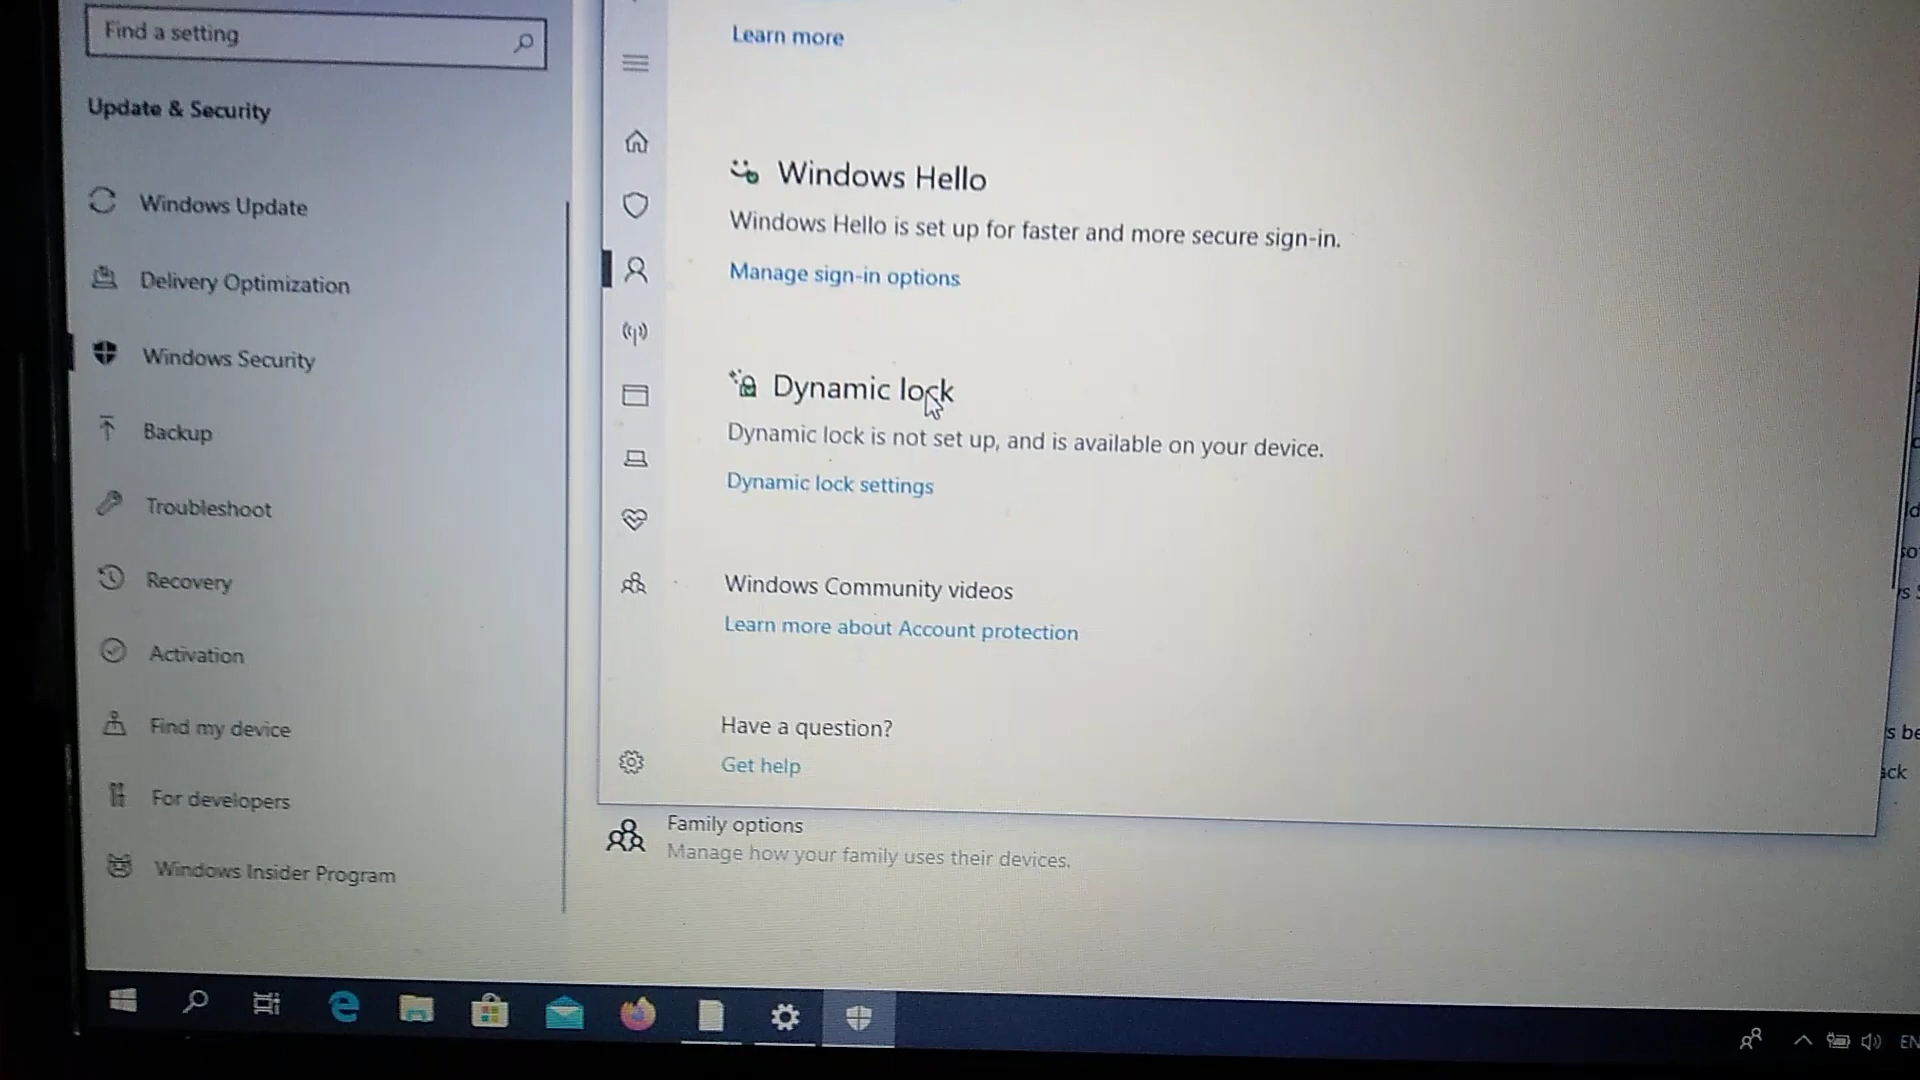 Find a setting
Update & Security
Windows Update
Delivery Optimization
Windows Security
Backup
Troubleshoot
Recovery
Activation
Find my device
For developers
Windows Insider Program
Learn more
Windows Hello
Windows Hello is set up for faster and more secure sign-in.
Manage sign-in options
Dynamic lock
Dynamic lock is not set up, and is available on your device.
Dynamic lock settings
Windows Community videos
Learn more about Account protection
Have a question?
Get help
Family options
Manage how your family uses their devices.